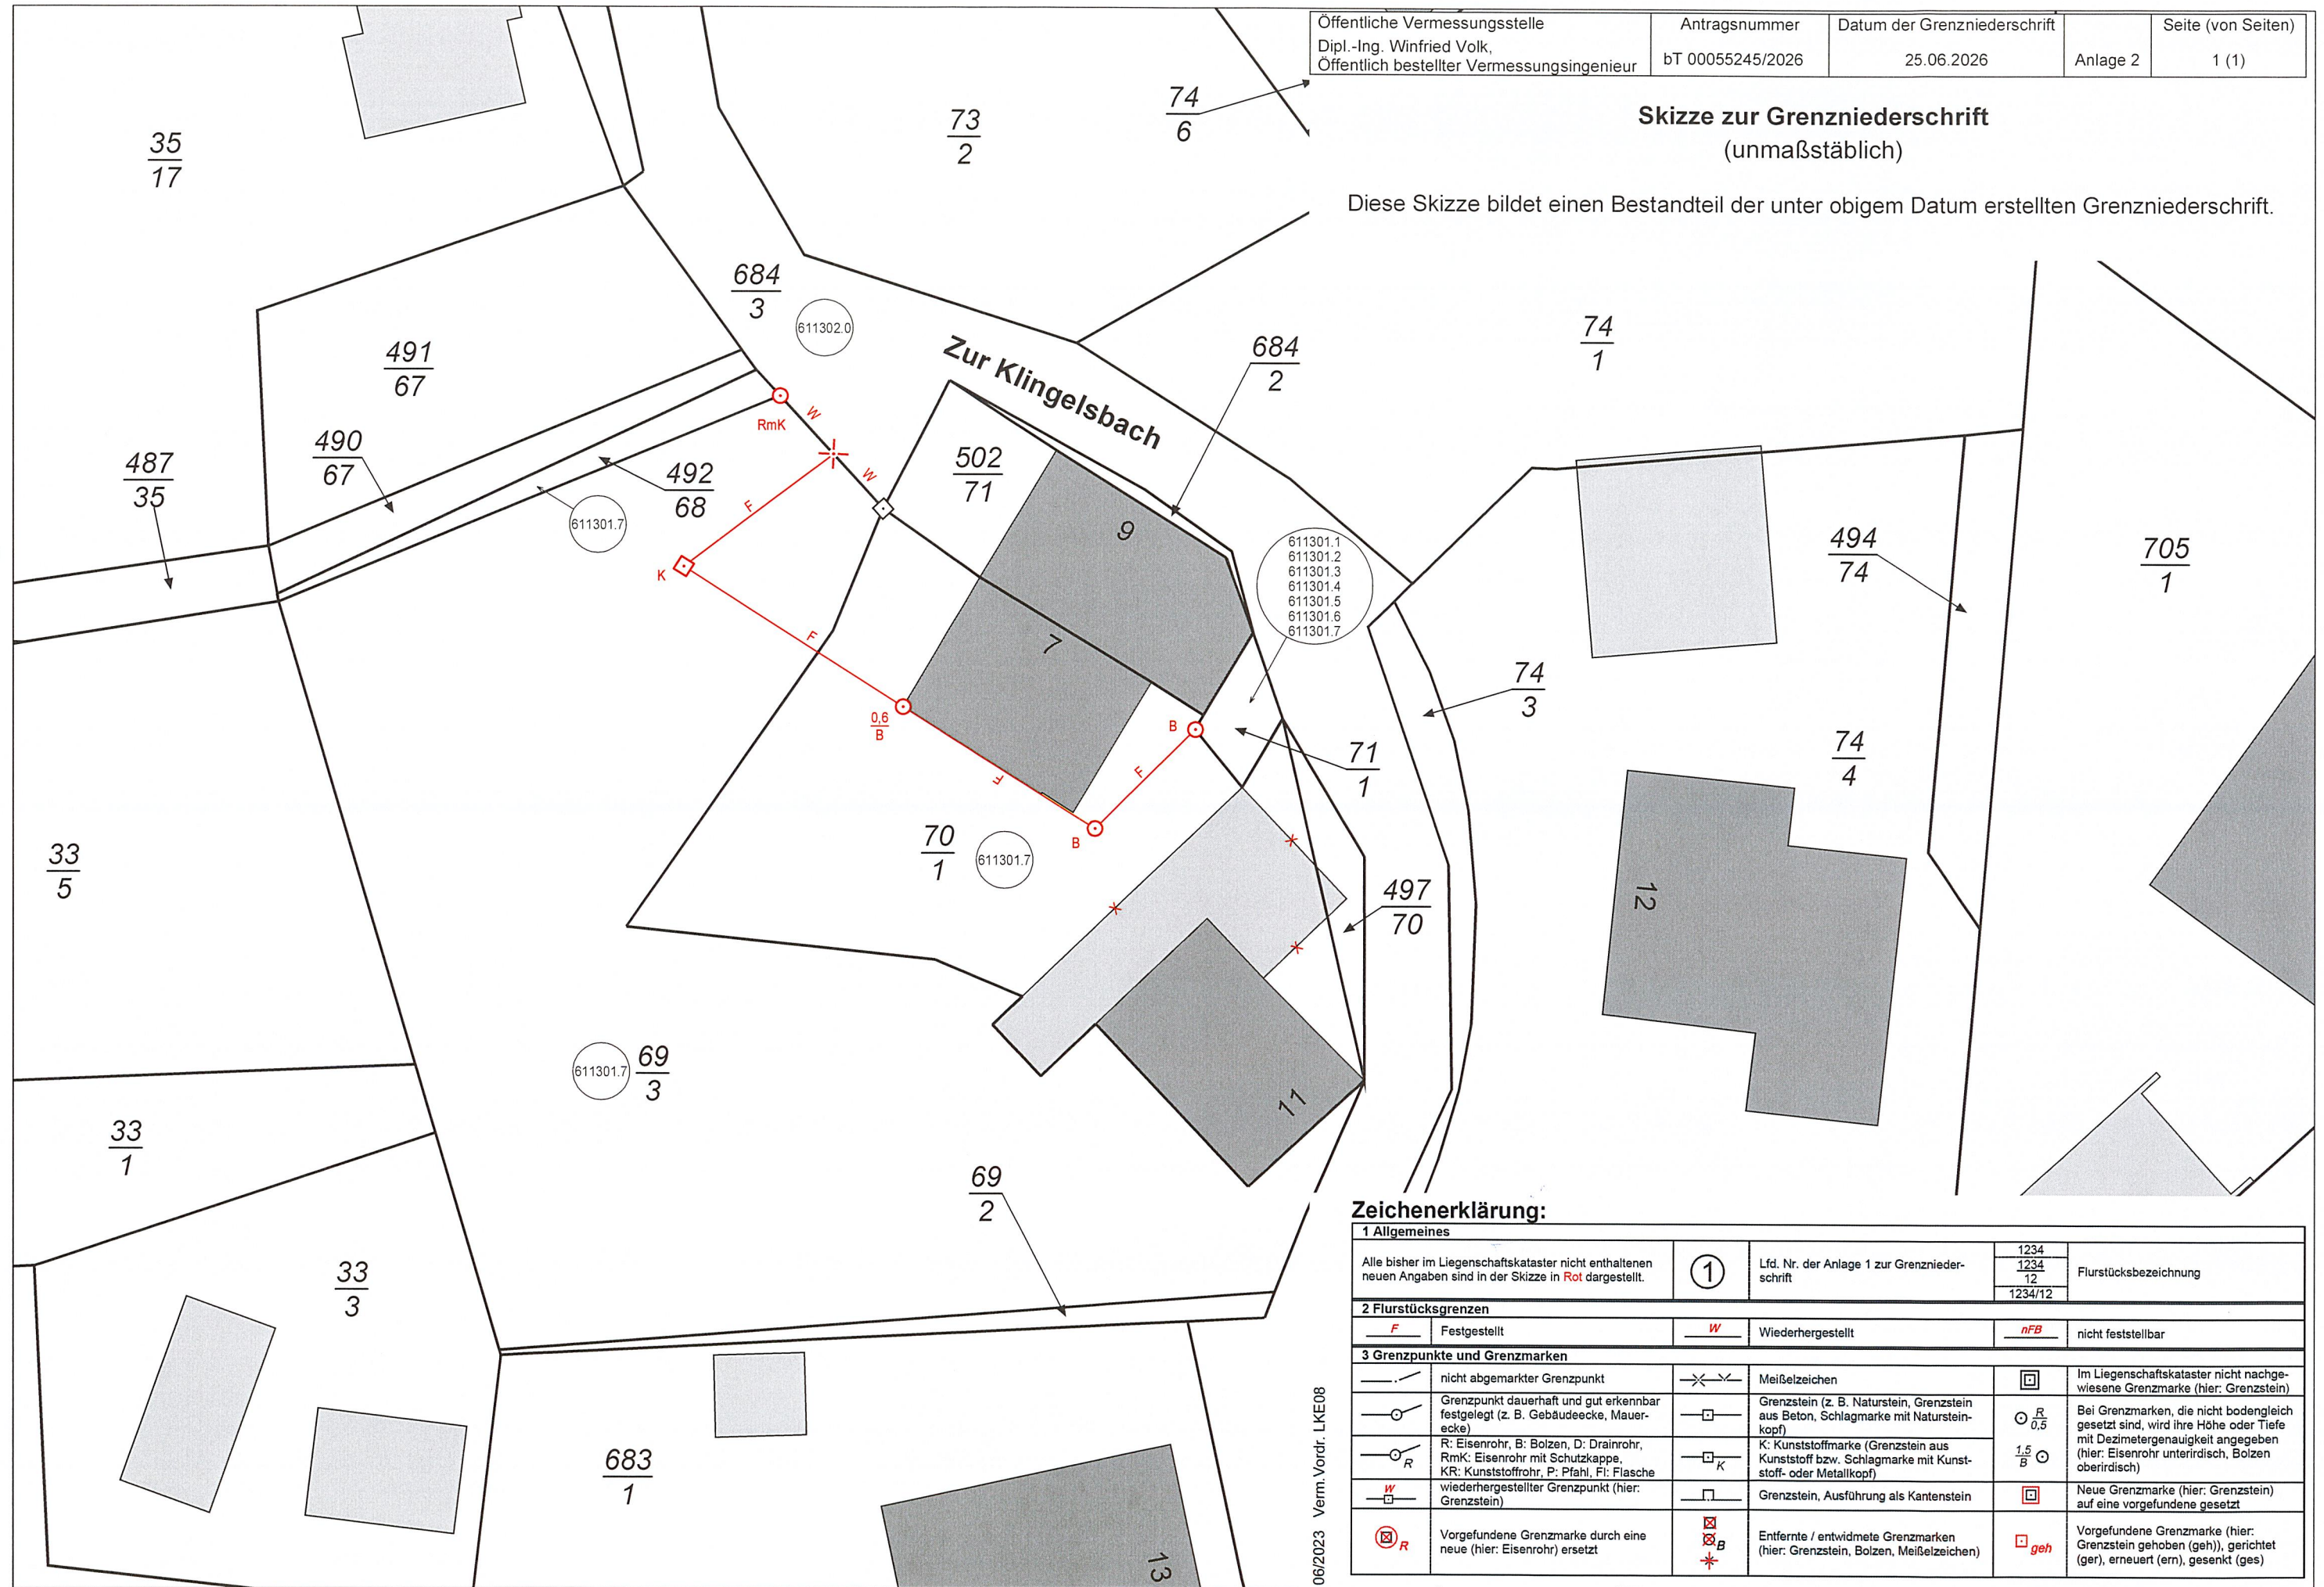 Öffentliche Vermessungsstelle
Dipl.-Ing. Winfried Volk,
Öffentlich bestellter Vermessungsingenieur
Antragsnummer
bT 00055245/2026
Datum der Grenzniederschrift
25.06.2026
Anlage 2
Seite (von Seiten)
1 (1)
Skizze zur Grenzniederschrift
(unmaßstäblich)
Diese Skizze bildet einen Bestandteil der unter obigem Datum erstellten Grenzniederschrift.
35
17
73
2
74
6
684
3
611302.0
Zur Klingelsbach
684
2
74
1
491
67
490
67
487
35
492
68
611301.7
RmK
W
W
F
K
F
502
71
9
7
611301.1
611301.2
611301.3
611301.4
611301.5
611301.6
611301.7
494
74
705
1
74
3
74
4
0,6
B
F
B
F
B
71
1
70
1
611301.7
33
5
497
70
12
611301.7
69
3
11
33
1
69
2
33
3
683
1
13
Zeichenerklärung:
1 Allgemeines
Alle bisher im Liegenschaftskataster nicht enthaltenen
neuen Angaben sind in der Skizze in Rot dargestellt.
1
Lfd. Nr. der Anlage 1 zur Grenznieder-
schrift
1234
1234
12
1234/12
Flurstücksbezeichnung
2 Flurstücksgrenzen
F
Festgestellt
W
Wiederhergestellt
nFB
nicht feststellbar
3 Grenzpunkte und Grenzmarken
nicht abgemarkter Grenzpunkt
Meißelzeichen
Im Liegenschaftskataster nicht nachge-
wiesene Grenzmarke (hier: Grenzstein)
Grenzpunkt dauerhaft und gut erkennbar
festgelegt (z. B. Gebäudeecke, Mauer-
ecke)
Grenzstein (z. B. Naturstein, Grenzstein
aus Beton, Schlagmarke mit Naturstein-
kopf)
R
0,5
1,5
B
Bei Grenzmarken, die nicht bodengleich
gesetzt sind, wird ihre Höhe oder Tiefe
mit Dezimetergenauigkeit angegeben
(hier: Eisenrohr unterirdisch, Bolzen
oberirdisch)
R
R: Eisenrohr, B: Bolzen, D: Drainrohr,
RmK: Eisenrohr mit Schutzkappe,
KR: Kunststoffrohr, P: Pfahl, Fl: Flasche
K
K: Kunststoffmarke (Grenzstein aus
Kunststoff bzw. Schlagmarke mit Kunst-
stoff- oder Metallkopf)
W
wiederhergestellter Grenzpunkt (hier:
Grenzstein)
Grenzstein, Ausführung als Kantenstein
Neue Grenzmarke (hier: Grenzstein)
auf eine vorgefundene gesetzt
R
Vorgefundene Grenzmarke durch eine
neue (hier: Eisenrohr) ersetzt
B
Entfernte / entwidmete Grenzmarken
(hier: Grenzstein, Bolzen, Meißelzeichen)
geh
Vorgefundene Grenzmarke (hier:
Grenzstein gehoben (geh)), gerichtet
(ger), erneuert (ern), gesenkt (ges)
06/2023 Verm.Vordr. LKE08